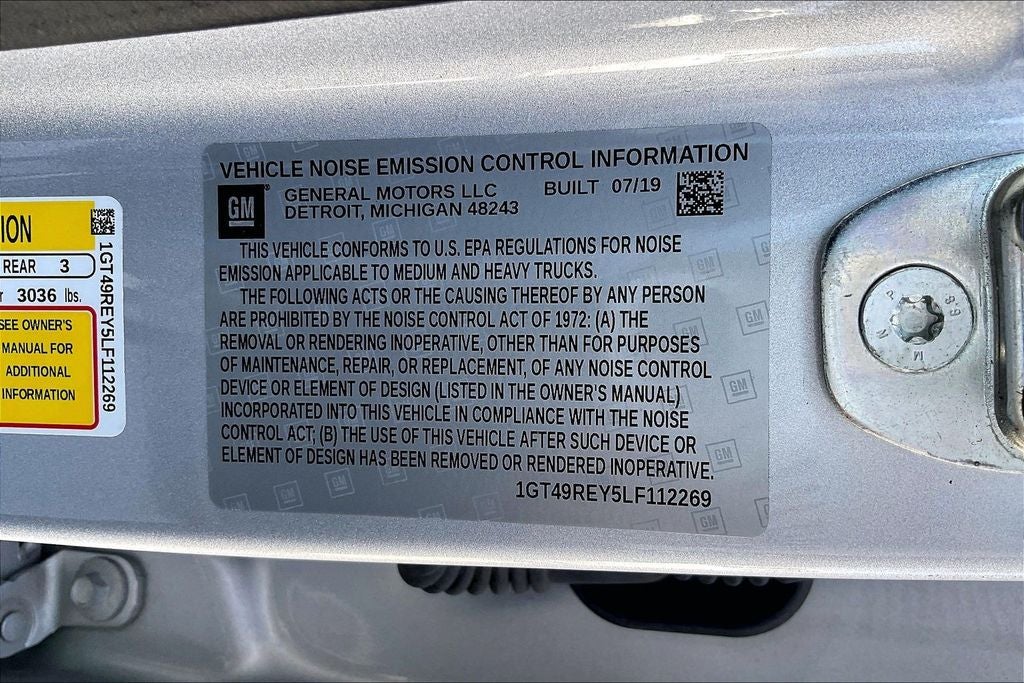 ION
REAR 3
3036 lbs.
SEE OWNER'S
MANUAL FOR
ADDITIONAL
INFORMATION
1GT49REY5LF112269
VEHICLE NOISE EMISSION CONTROL INFORMATION
GM ®
GENERAL MOTORS LLC BUILT 07/19
DETROIT, MICHIGAN 48243
THIS VEHICLE CONFORMS TO U.S. EPA REGULATIONS FOR NOISE
EMISSION APPLICABLE TO MEDIUM AND HEAVY TRUCKS.
THE FOLLOWING ACTS OR THE CAUSING THEREOF BY ANY PERSON
ARE PROHIBITED BY THE NOISE CONTROL ACT OF 1972: (A) THE
REMOVAL OR RENDERING INOPERATIVE, OTHER THAN FOR PURPOSES
OF MAINTENANCE, REPAIR, OR REPLACEMENT, OF ANY NOISE CONTROL
DEVICE OR ELEMENT OF DESIGN (LISTED IN THE OWNER'S MANUAL)
INCORPORATED INTO THIS VEHICLE IN COMPLIANCE WITH THE NOISE
CONTROL ACT; (B) THE USE OF THIS VEHICLE AFTER SUCH DEVICE OR
ELEMENT OF DESIGN HAS BEEN REMOVED OR RENDERED INOPERATIVE.
1GT49REY5LF112269